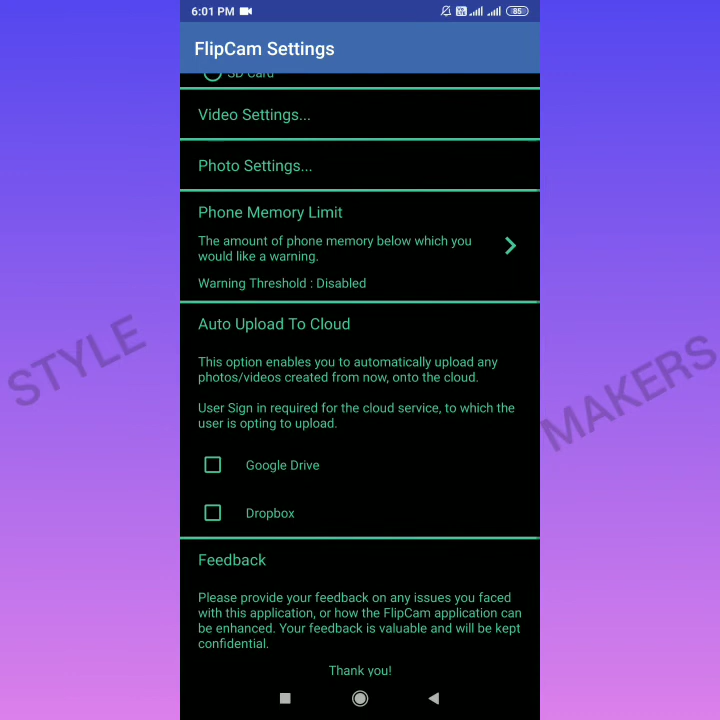 6:01 PM
85
FlipCam Settings
SD Card
Video Settings...
Photo Settings...
Phone Memory Limit
The amount of phone memory below which you
would like a warning.
Warning Threshold : Disabled
Auto Upload To Cloud
This option enables you to automatically upload any
photos/videos created from now, onto the cloud.
User Sign in required for the cloud service, to which the
user is opting to upload.
Google Drive
Dropbox
Feedback
Please provide your feedback on any issues you faced
with this application, or how the FlipCam application can
be enhanced. Your feedback is valuable and will be kept
confidential.
Thank you!
STYLE
MAKERS